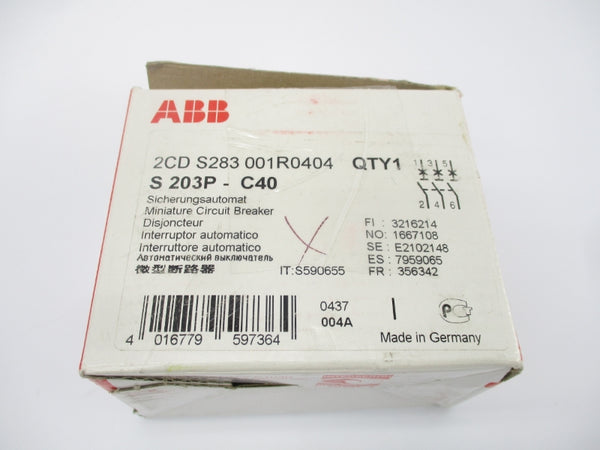 ABB
2CD S283 001R0404 QTY1
1 3 5
2 4 6
S 203P - C40
Sicherungsautomat
Miniature Circuit Breaker
Disjoncteur
Interruptor automatico
Interruttore automatico
Автоматический выключатель
微型断路器
IT:S590655
FI : 3216214
NO: 1667108
SE : E2102148
ES : 7959065
FR : 356342
0437
004A
Made in Germany
4 016779 597364